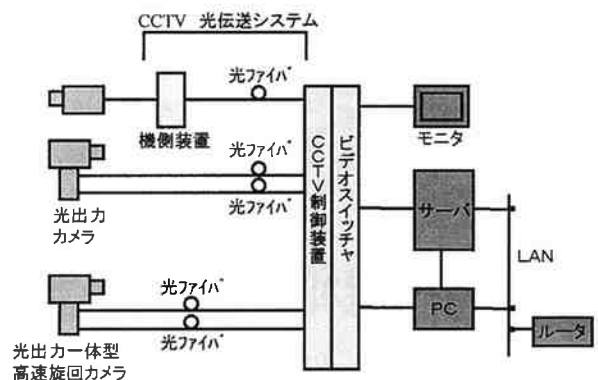 CCTV 光伝送システム
光ファイバ
機側装置
モニタ
光ファイバ
光ファイバ
光出力
カメラ
CCTV制御装置
ビデオスイッチャ
サーバ
LAN
PC
ルータ
光ファイバ
光ファイバ
光出力一体型
高速旋回カメラ